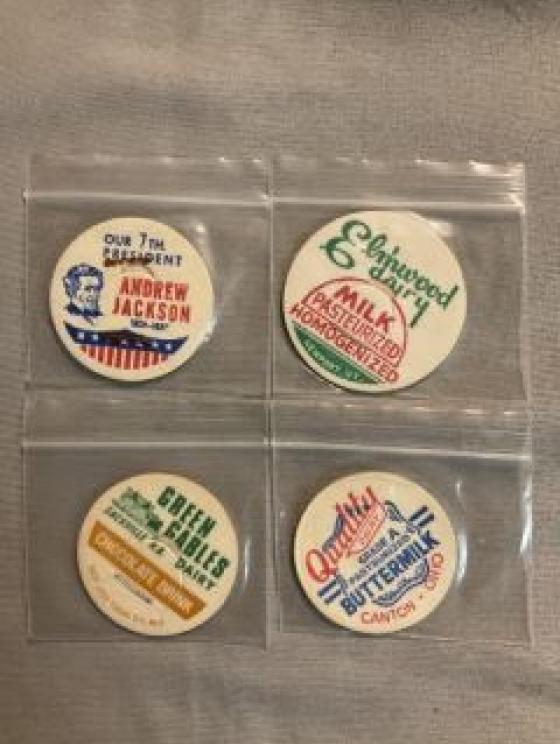 OUR 7TH
PRESIDENT
ANDREW
JACKSON
Elmwood
dairy
MILK
PASTEURIZED
HOMOGENIZED
GREEN
GABLES
DAIRY
CHOCOLATE DRINK
Quality
GRADE A
PASTEURIZED
BUTTERMILK
CANTON - OHIO